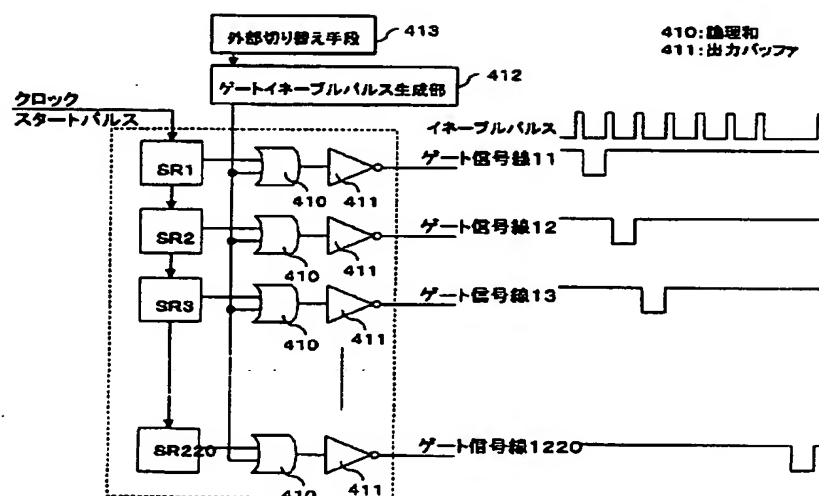 外部切り替え手段
413
410:論理和
411:出力バッファ
ゲートイネーブルパルス生成部
412
クロック
スタートパルス
イネーブルパルス
SR1
410
411
ゲート信号線11
SR2
410
411
ゲート信号線12
SR3
410
411
ゲート信号線13
SR220
410
411
ゲート信号線1220